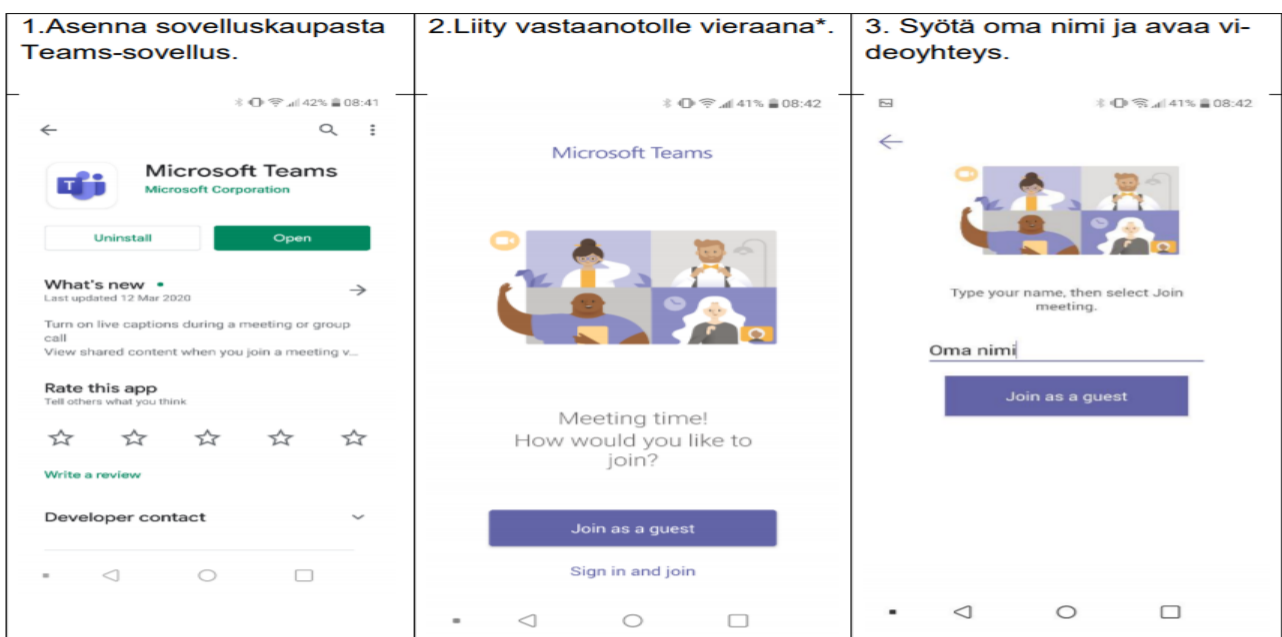 1.Asenna sovelluskaupasta
Teams-sovellus.
42% 08:41
Microsoft Teams
Microsoft Corporation
Uninstall
Open
What's new
Last updated 12 Mar 2020
Turn on live captions during a meeting or group
call
View shared content when you join a meeting v...
Rate this app
Tell others what you think
Write a review
Developer contact
2.Liity vastaanotolle vieraana*.
41% 08:42
Microsoft Teams
Meeting time!
How would you like to
join?
Join as a guest
Sign in and join
3. Syötä oma nimi ja avaa vi-
deoyhteys.
41% 08:42
Type your name, then select Join
meeting.
Oma nimi
Join as a guest